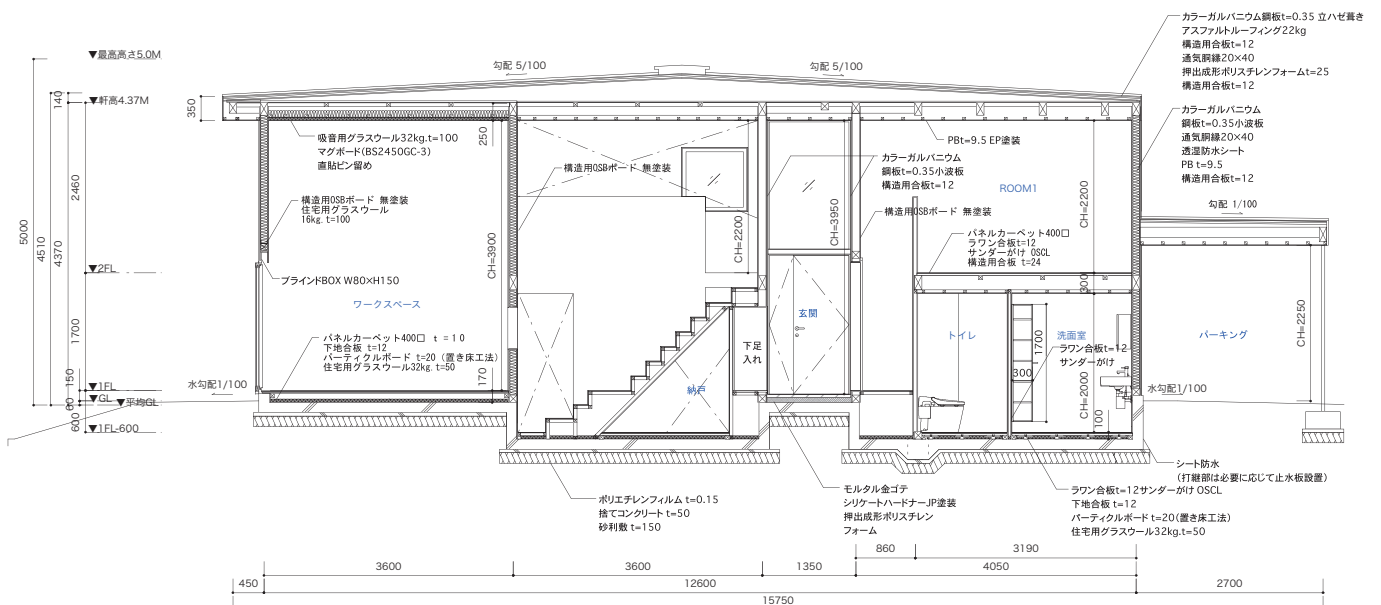 カラーガルバニウム鋼板t=0.35 立ハゼ葺き
アスファルトルーフィング22kg
構造用合板t=12
通気胴縁20×40
押出成形ポリスチレンフォームt=25
構造用合板t=12
カラーガルバニウム
鋼板t=0.35小波板
通気胴縁20×40
透湿防水シート
PB t=9.5
構造用合板t=12
▼最高高さ5.0M
▼軒高4.37M
▼2FL
▼1FL
▼GL
▼平均GL
▼1FL-600
5000
4510
4370
140
2460
1700
150
60
600
350
勾配 5/100
勾配 5/100
勾配 1/100
水勾配1/100
水勾配1/100
吸音用グラスウール32kg.t=100
マグボード(BS2450GC-3)
直貼ピン留め
構造用OSBボード 無塗装
住宅用グラスウール
16kg. t=100
ブラインドBOX W80×H150
ワークスペース
パネルカーペット400□ t=10
下地合板 t=12
パーティクルボード t=20 (置き床工法)
住宅用グラスウール32kg. t=50
250
CH=3900
170
構造用OSBボード 無塗装
CH=2200
納戸
下足
入れ
玄関
CH=3950
カラーガルバニウム
鋼板t=0.35小波板
構造用合板t=12
構造用OSBボード 無塗装
PBt=9.5 EP塗装
ROOM1
CH=2200
パネルカーペット400□
ラワン合板t=12
サンダーがけ OSCL
構造用合板 t=24
300
トイレ
洗面室
ラワン合板t=12
サンダーがけ
1700
300
CH=2000
100
パーキング
CH=2250
シート防水
(打継部は必要に応じて止水板設置)
ラワン合板t=12サンダーがけ OSCL
下地合板 t=12
パーティクルボード t=20(置き床工法)
住宅用グラスウール32kg.t=50
モルタル金ゴテ
シリケートハードナーJP塗装
押出成形ポリスチレン
フォーム
ポリエチレンフィルム t=0.15
捨てコンクリート t=50
砂利敷 t=150
860
3190
3600
3600
1350
4050
450
12600
2700
15750